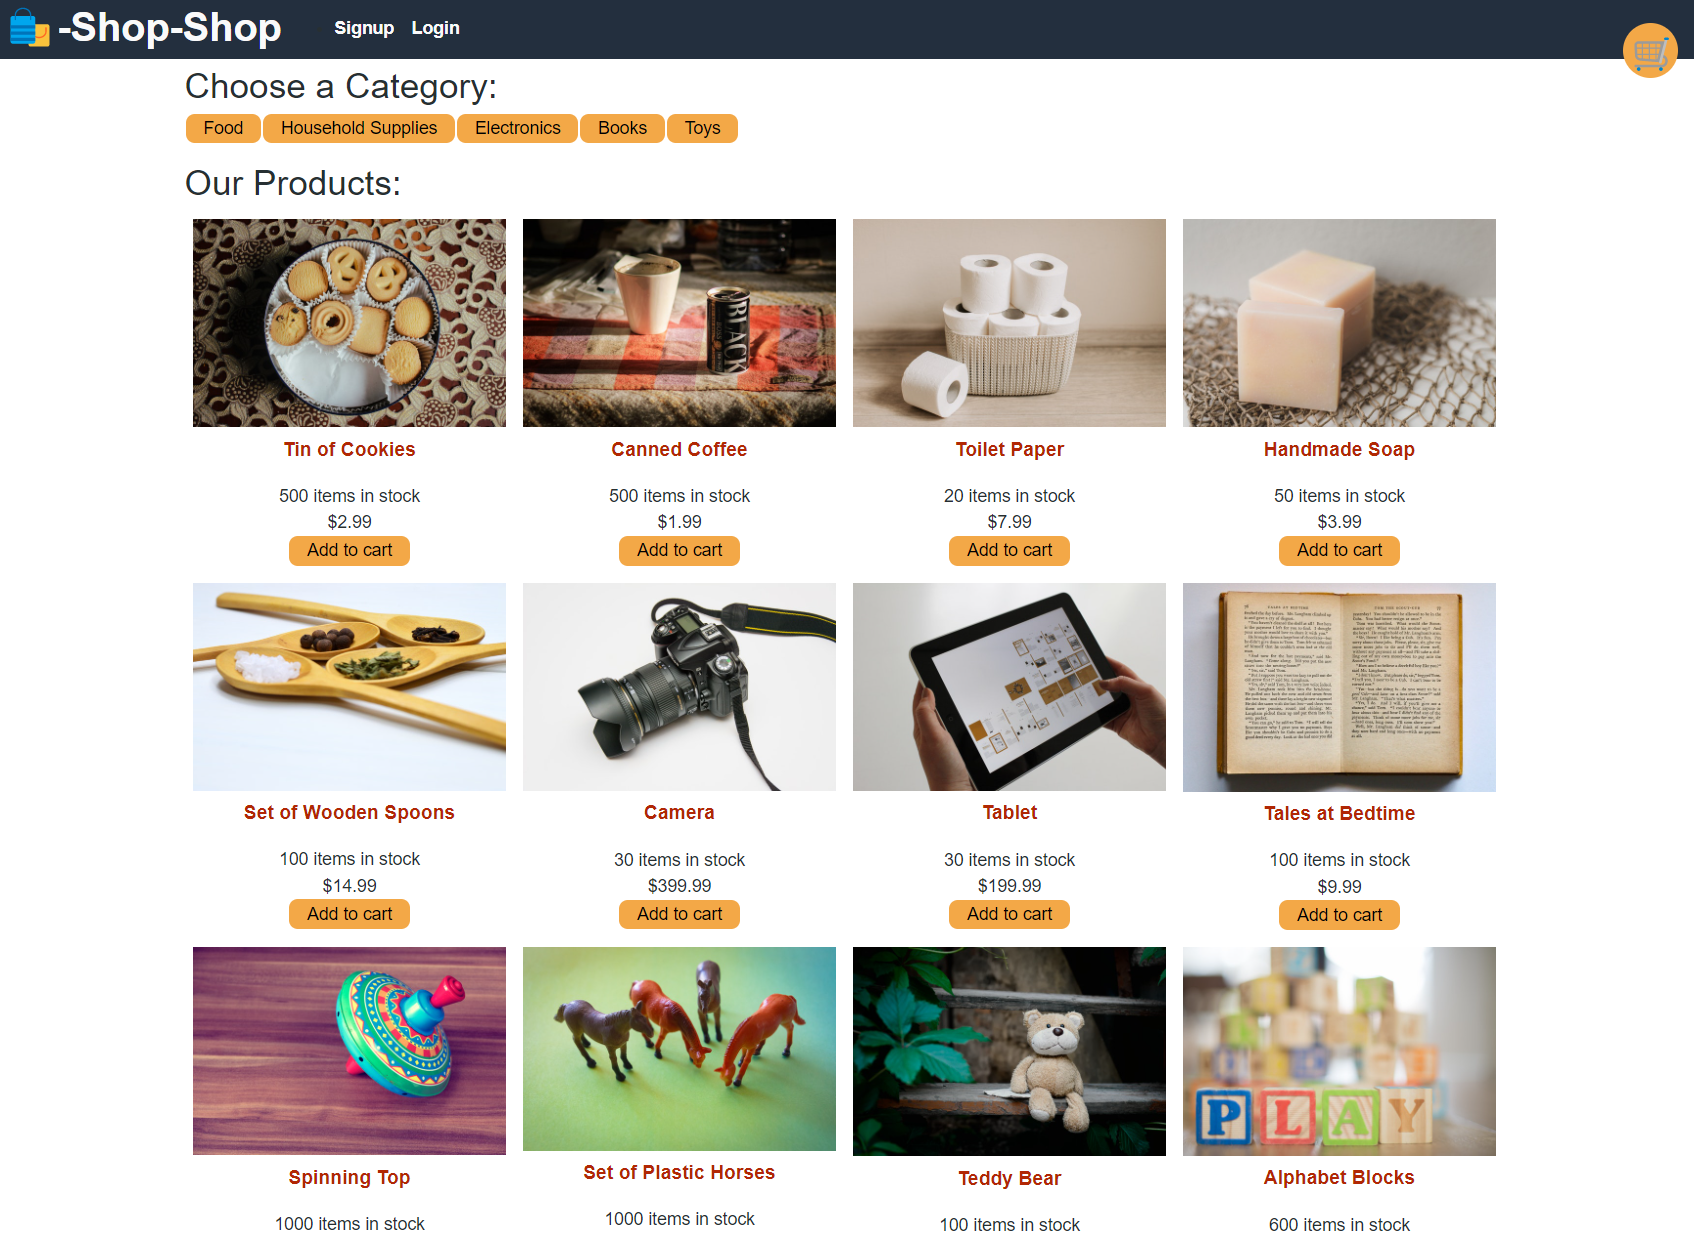 -Shop-Shop
Signup Login
Choose a Category:
Food Household Supplies Electronics Books Toys
Our Products:
BLACK
Tin of Cookies Canned Coffee Toilet Paper Handmade Soap
500 items in stock 500 items in stock 20 items in stock 50 items in stock
$2.99 $1.99 $7.99 $3.99
Add to cart Add to cart Add to cart Add to cart
Set of Wooden Spoons Camera Tablet Tales at Bedtime
100 items in stock 30 items in stock 30 items in stock 100 items in stock
$14.99 $399.99 $199.99 $9.99
Add to cart Add to cart Add to cart Add to cart
PLAY
Spinning Top Set of Plastic Horses Teddy Bear Alphabet Blocks
1000 items in stock 1000 items in stock 100 items in stock 600 items in stock